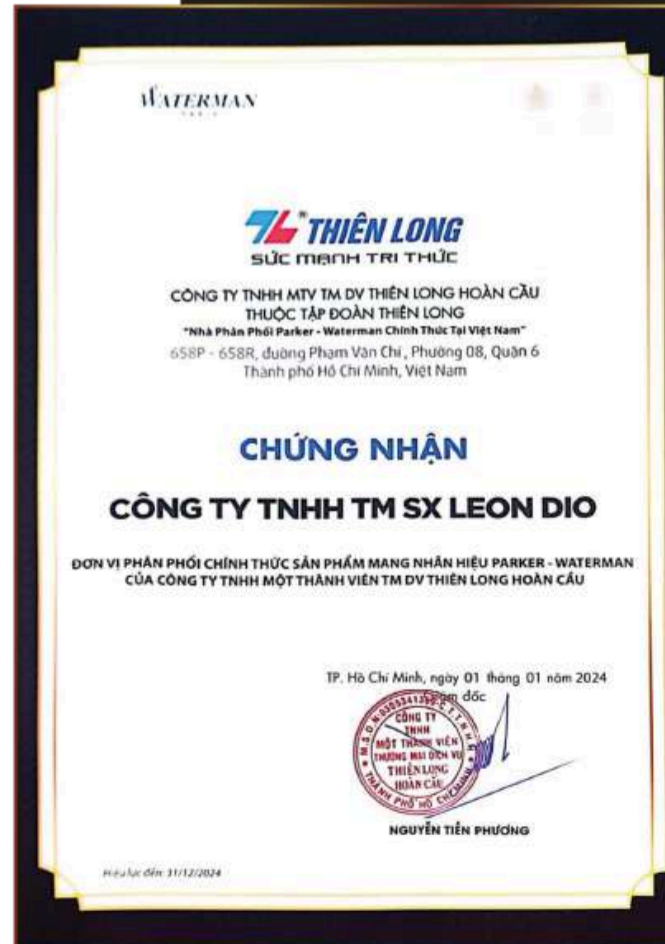 WATERMAN
PARIS
THIÊN LONG
SỨC MẠNH TRI THỨC
CÔNG TY TNHH MTV TM DV THIÊN LONG HOÀN CẦU
THUỘC TẬP ĐOÀN THIÊN LONG
"Nhà Phân Phối Parker - Waterman Chính Thức Tại Việt Nam"
658P - 658R, đường Phạm Văn Chí, Phường 08, Quận 6
Thành phố Hồ Chí Minh, Việt Nam
CHỨNG NHẬN
CÔNG TY TNHH TM SX LEON DIO
ĐƠN VỊ PHÂN PHỐI CHÍNH THỨC SẢN PHẨM MANG NHÃN HIỆU PARKER - WATERMAN
CỦA CÔNG TY TNHH MỘT THÀNH VIÊN TM DV THIÊN LONG HOÀN CẦU
TP. Hồ Chí Minh, ngày 01 tháng 01 năm 2024
Giám đốc
CÔNG TY
TNHH
MỘT THÀNH VIÊN
THƯƠNG MẠI DỊCH VỤ
THIÊN LONG
HOÀN CẦU
THÀNH PHỐ HỒ CHÍ MINH
NGUYỄN TIẾN PHƯƠNG
Hiệu lực đến: 31/12/2024